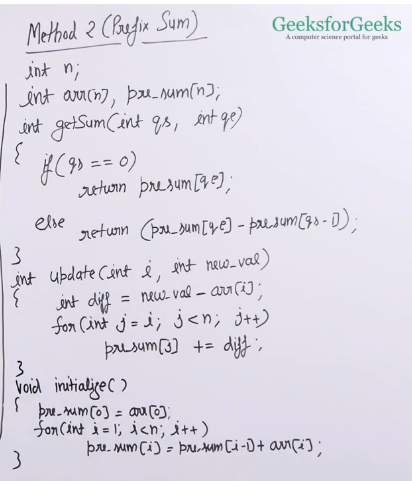 Method 2 (Prefix Sum)
GeeksforGeeks
A computer science portal for geeks
int n;
int arr[n], pre_sum[n];
int getSum(int qs, int qe)
{
if(qs == 0)
return presum[qe];
else return (pre_sum[qe] - presum[qs-1]);
}
int update(int i, int new_val)
{ int diff = new_val - arr[i];
for(int j = i; j<n; j++)
presum[j] += diff;
}
void initialize()
{ pre_sum[0] = arr[0];
for(int i = 1; i<n; i++)
pre_sum[i] = presum[i-1] + arr[i];
}